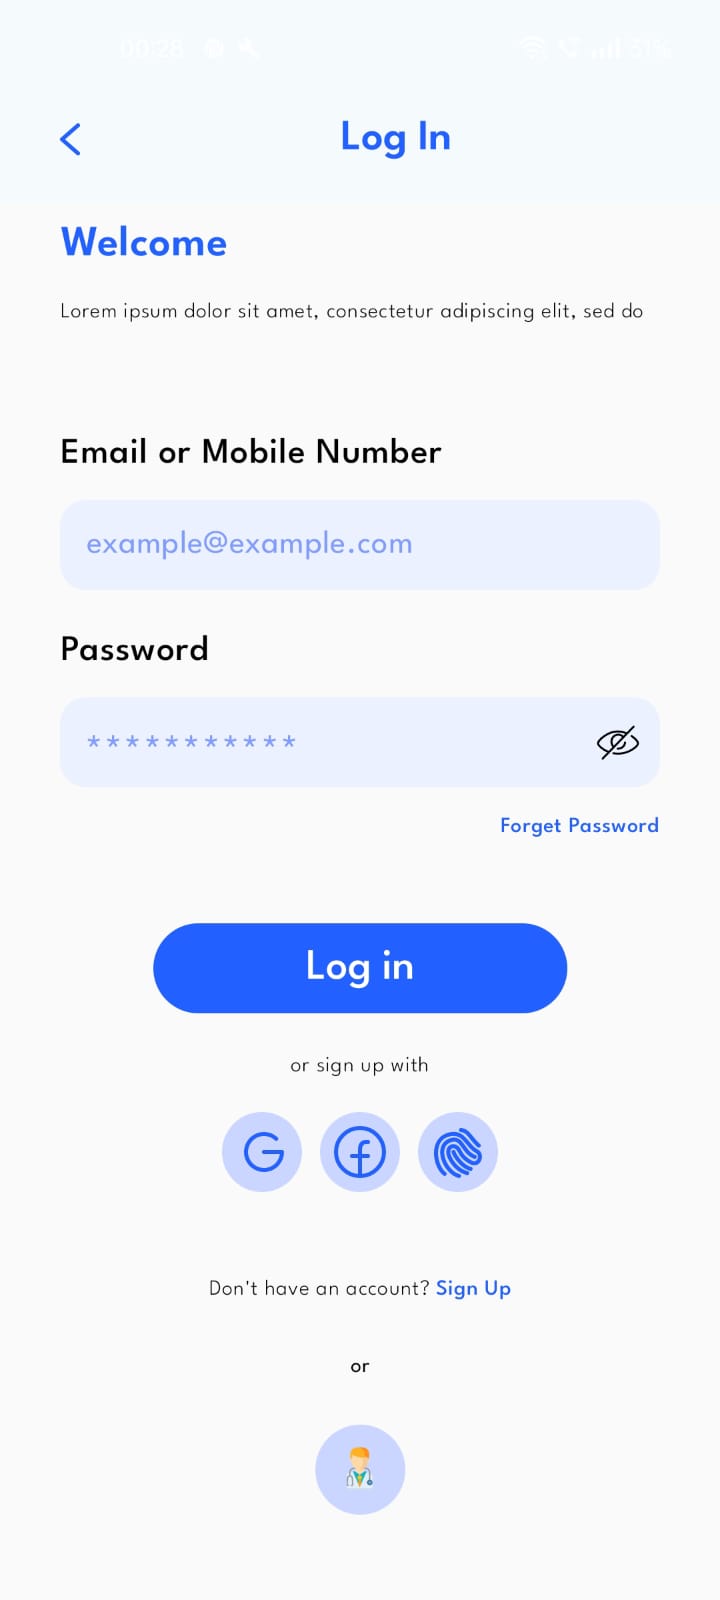 00:28
31%
Log In
Welcome
Lorem ipsum dolor sit amet, consectetur adipiscing elit, sed do
Email or Mobile Number
example@example.com
Password
***********
Forget Password
Log in
or sign up with
Don't have an account? Sign Up
or